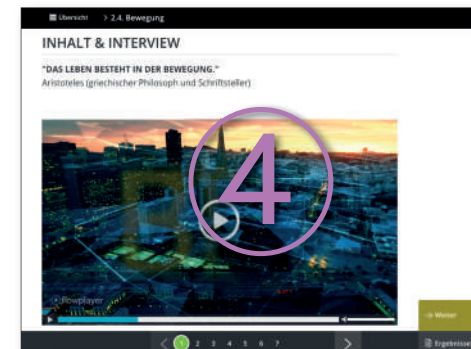 Übersicht > 2.4. Bewegung
INHALT & INTERVIEW
"DAS LEBEN BESTEHT IN DER BEWEGUNG."
Aristoteles (griechischer Philosoph und Schriftsteller)
4
flowplayer
Weiter
< 1 2 3 4 5 6 7 >
Ergebnisse